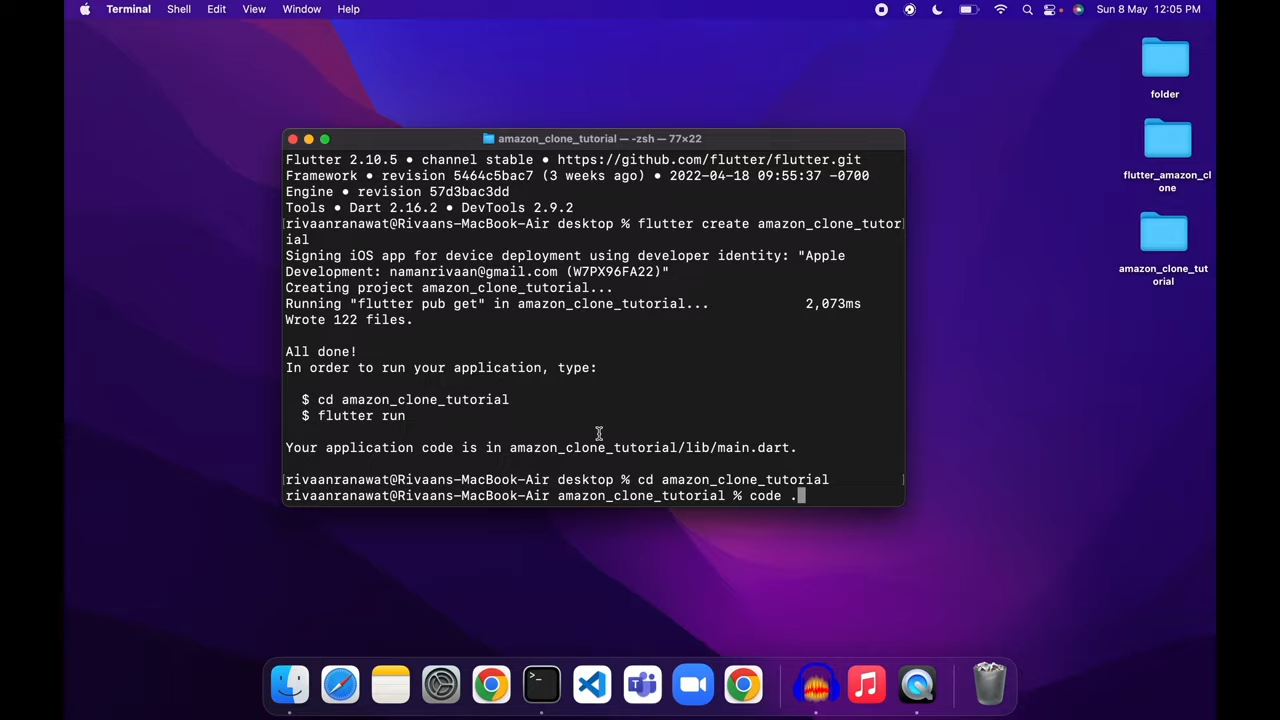 Terminal Shell Edit View Window Help Sun 8 May 12:05 PM
folder
flutter_amazon_cl
one
amazon_clone_tut
orial
amazon_clone_tutorial — -zsh — 77×22
Flutter 2.10.5 • channel stable • https://github.com/flutter/flutter.git
Framework • revision 5464c5bac7 (3 weeks ago) • 2022-04-18 09:55:37 -0700
Engine • revision 57d3bac3dd
Tools • Dart 2.16.2 • DevTools 2.9.2
rivaanranawat@Rivaans-MacBook-Air desktop % flutter create amazon_clone_tutor
ial
Signing iOS app for device deployment using developer identity: "Apple
Development: namanrivaan@gmail.com (W7PX96FA22)"
Creating project amazon_clone_tutorial...
Running "flutter pub get" in amazon_clone_tutorial... 2,073ms
Wrote 122 files.
All done!
In order to run your application, type:
$ cd amazon_clone_tutorial
$ flutter run
Your application code is in amazon_clone_tutorial/lib/main.dart.
rivaanranawat@Rivaans-MacBook-Air desktop % cd amazon_clone_tutorial
rivaanranawat@Rivaans-MacBook-Air amazon_clone_tutorial % code .